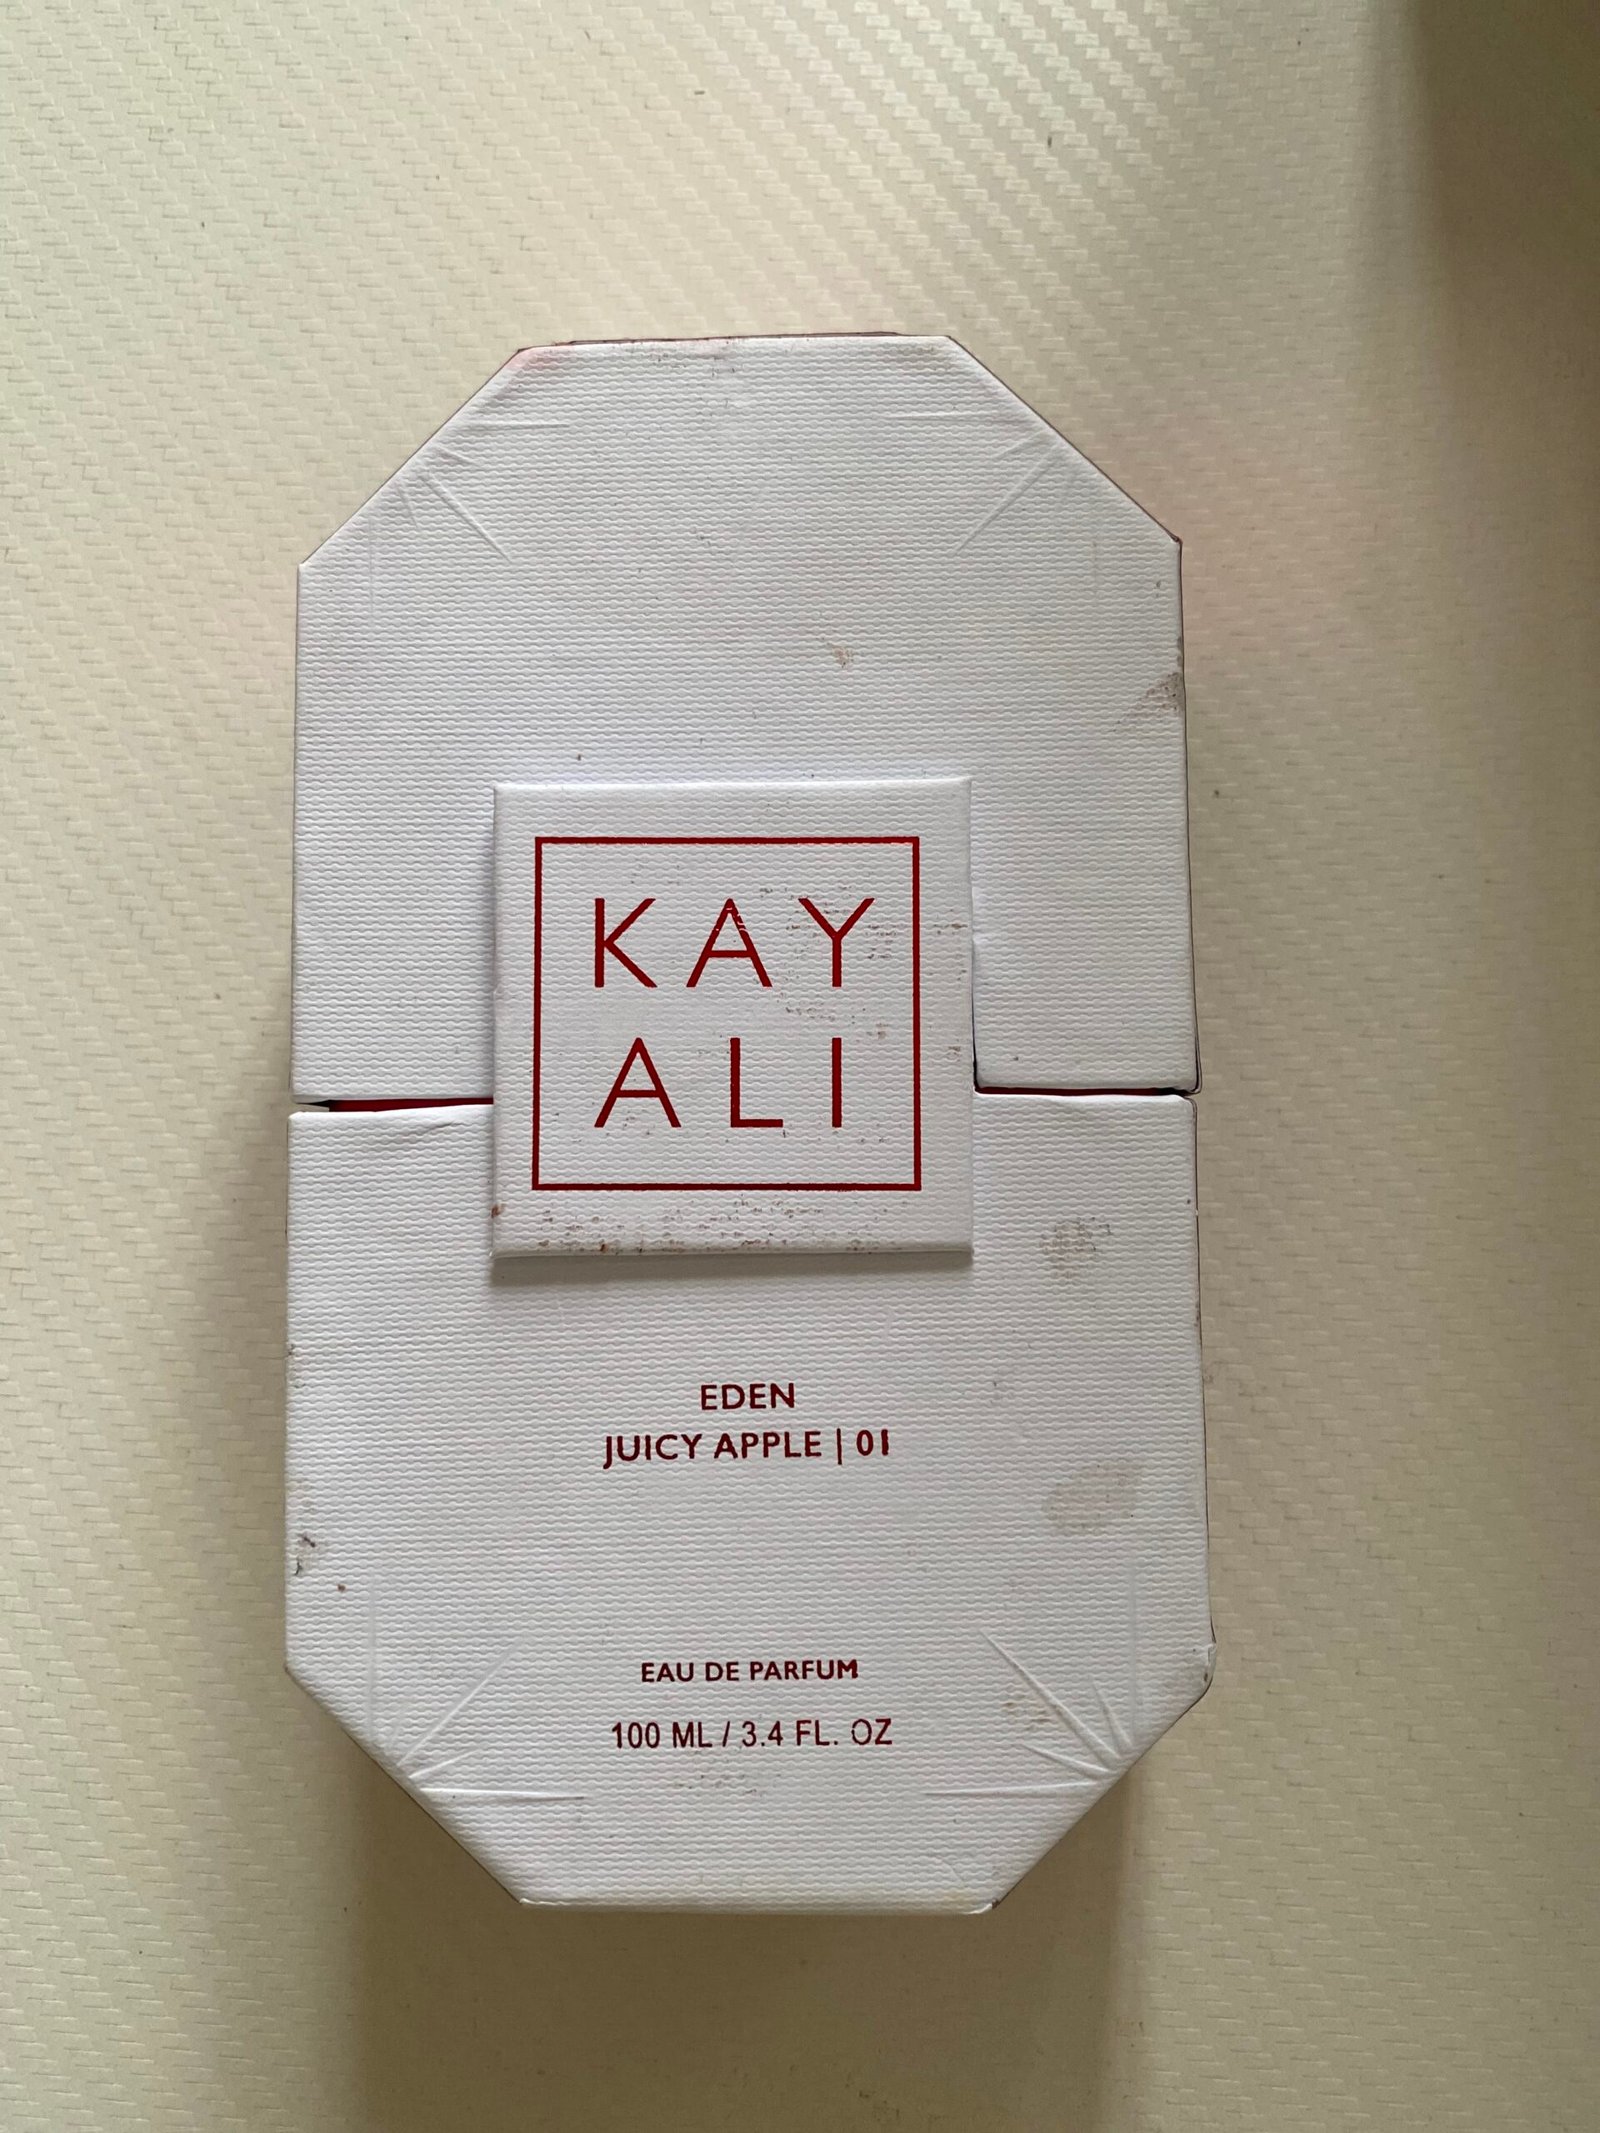 KAY
ALI
EDEN
JUICY APPLE | 01
EAU DE PARFUM
100 ML / 3.4 FL. OZ